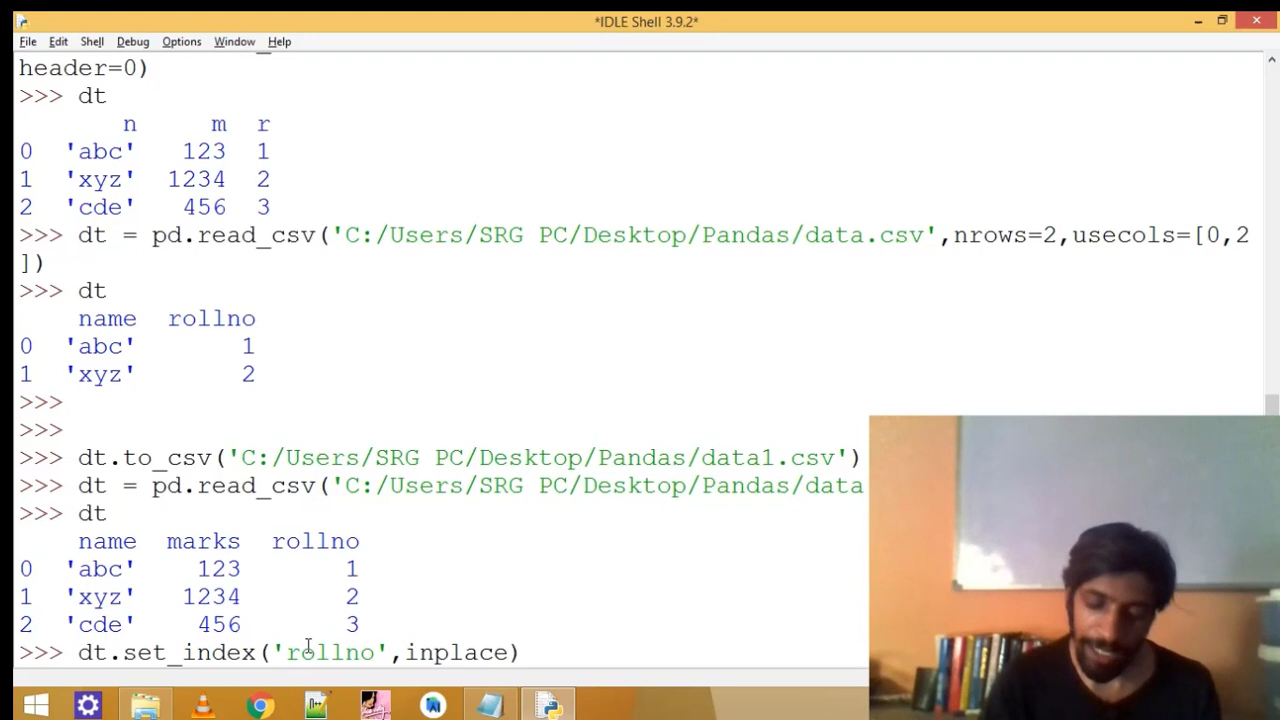 *IDLE Shell 3.9.2*
File Edit Shell Debug Options Window Help
header=0)
>>> dt
n m r
0 'abc' 123 1
1 'xyz' 1234 2
2 'cde' 456 3
>>> dt = pd.read_csv('C:/Users/SRG PC/Desktop/Pandas/data.csv',nrows=2,usecols=[0,2
])
>>> dt
name rollno
0 'abc' 1
1 'xyz' 2
>>>
>>>
>>> dt.to_csv('C:/Users/SRG PC/Desktop/Pandas/data1.csv')
>>> dt = pd.read_csv('C:/Users/SRG PC/Desktop/Pandas/data
>>> dt
name marks rollno
0 'abc' 123 1
1 'xyz' 1234 2
2 'cde' 456 3
>>> dt.set_index('rollno',inplace)